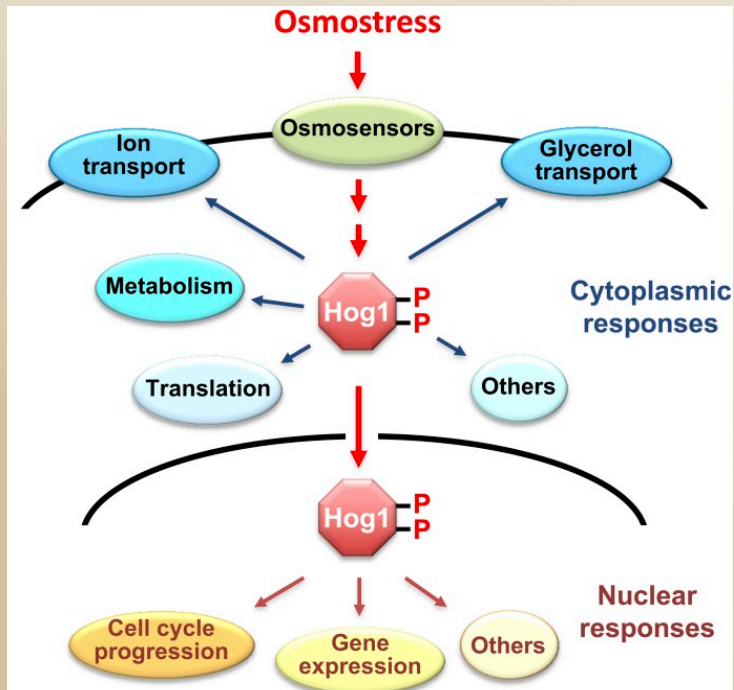 Osmostress
Osmosensors
Ion
transport
Glycerol
transport
Metabolism
Hog1
P
P
Cytoplasmic
responses
Translation
Others
Hog1
P
P
Nuclear
responses
Cell cycle
progression
Gene
expression
Others